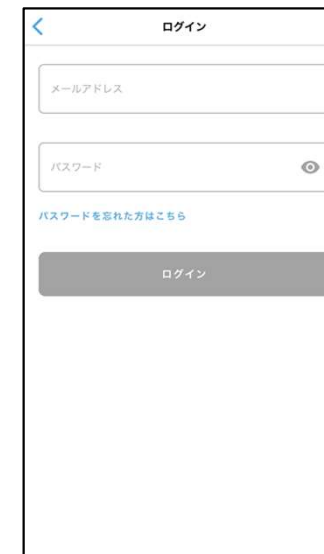 ログイン
メールアドレス
パスワード
パスワードを忘れた方はこちら
ログイン